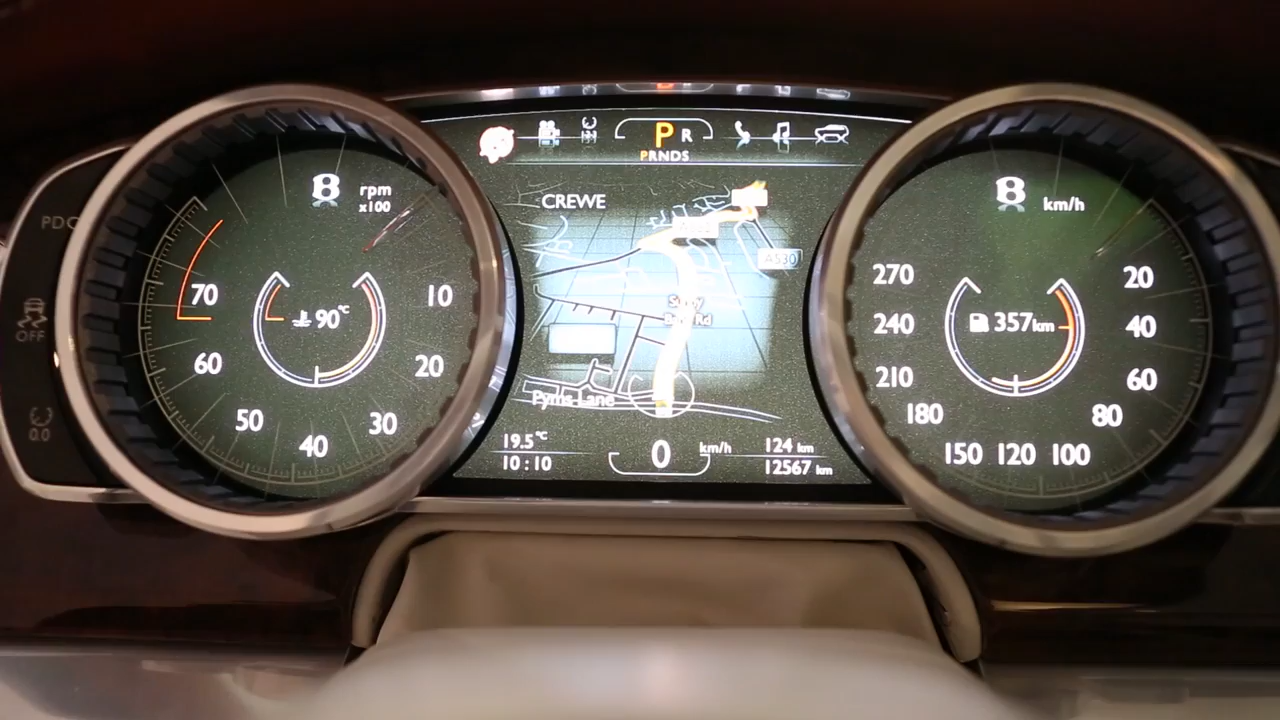 PDC
OFF
0.0
B
rpm
x100
10
20
30
40
50
60
70
90°C
P R
PRNDS
CREWE
A530
Pyms Lane
19.5°C
10:10
0 km/h
124 km
12567 km
B
km/h
20
40
60
80
100
120
150
180
210
240
270
357km